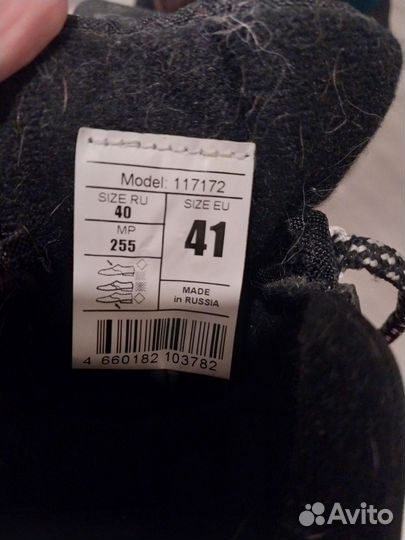 Model: 117172
SIZE RU
40
MP
255
SIZE EU
41
MADE
in RUSSIA
4 660182 103782
Avito